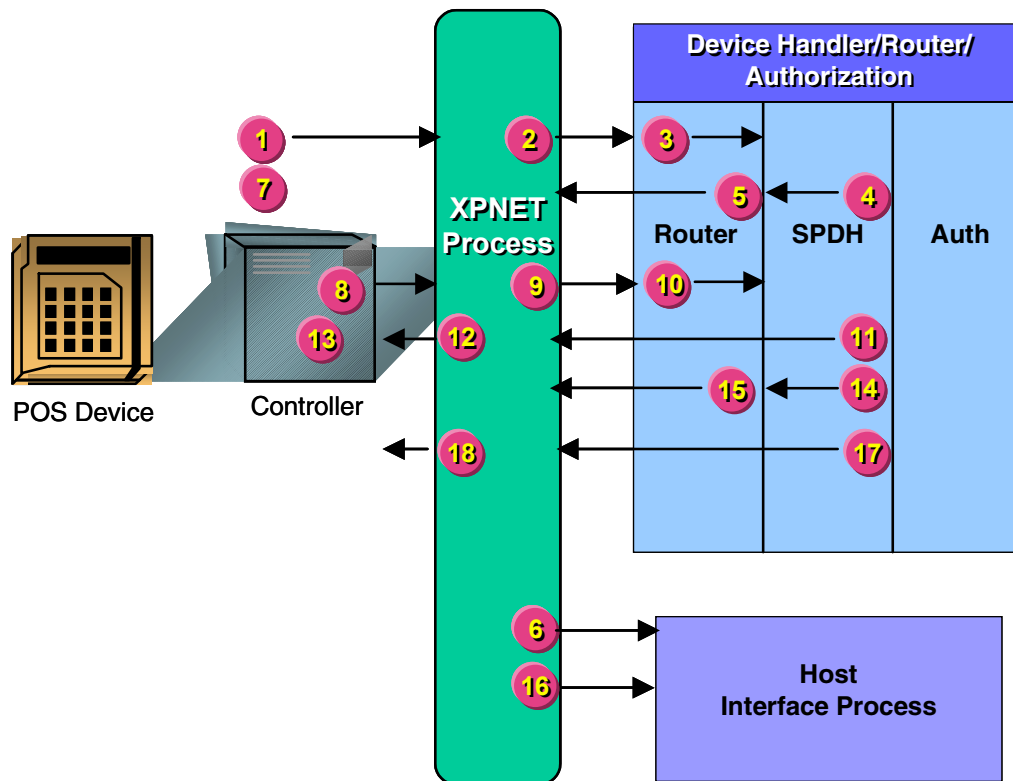 Device Handler/Router/
Authorization
1
2
3
7
5
4
XPNET
Process
Router
SPDH
Auth
8
9
10
13
12
11
15
14
POS Device
Controller
18
17
6
16
Host
Interface Process